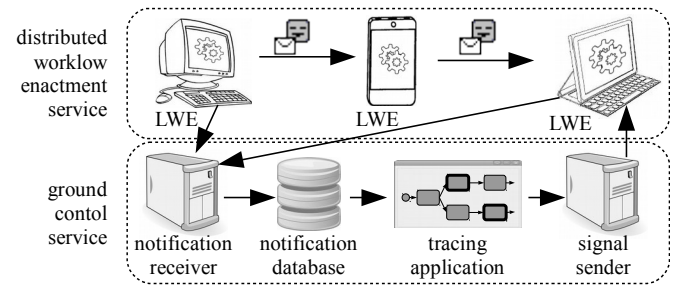 distributed
worklow
enactment
service
LWE
LWE
LWE
ground
contol
service
notification
receiver
notification
database
tracing
application
signal
sender